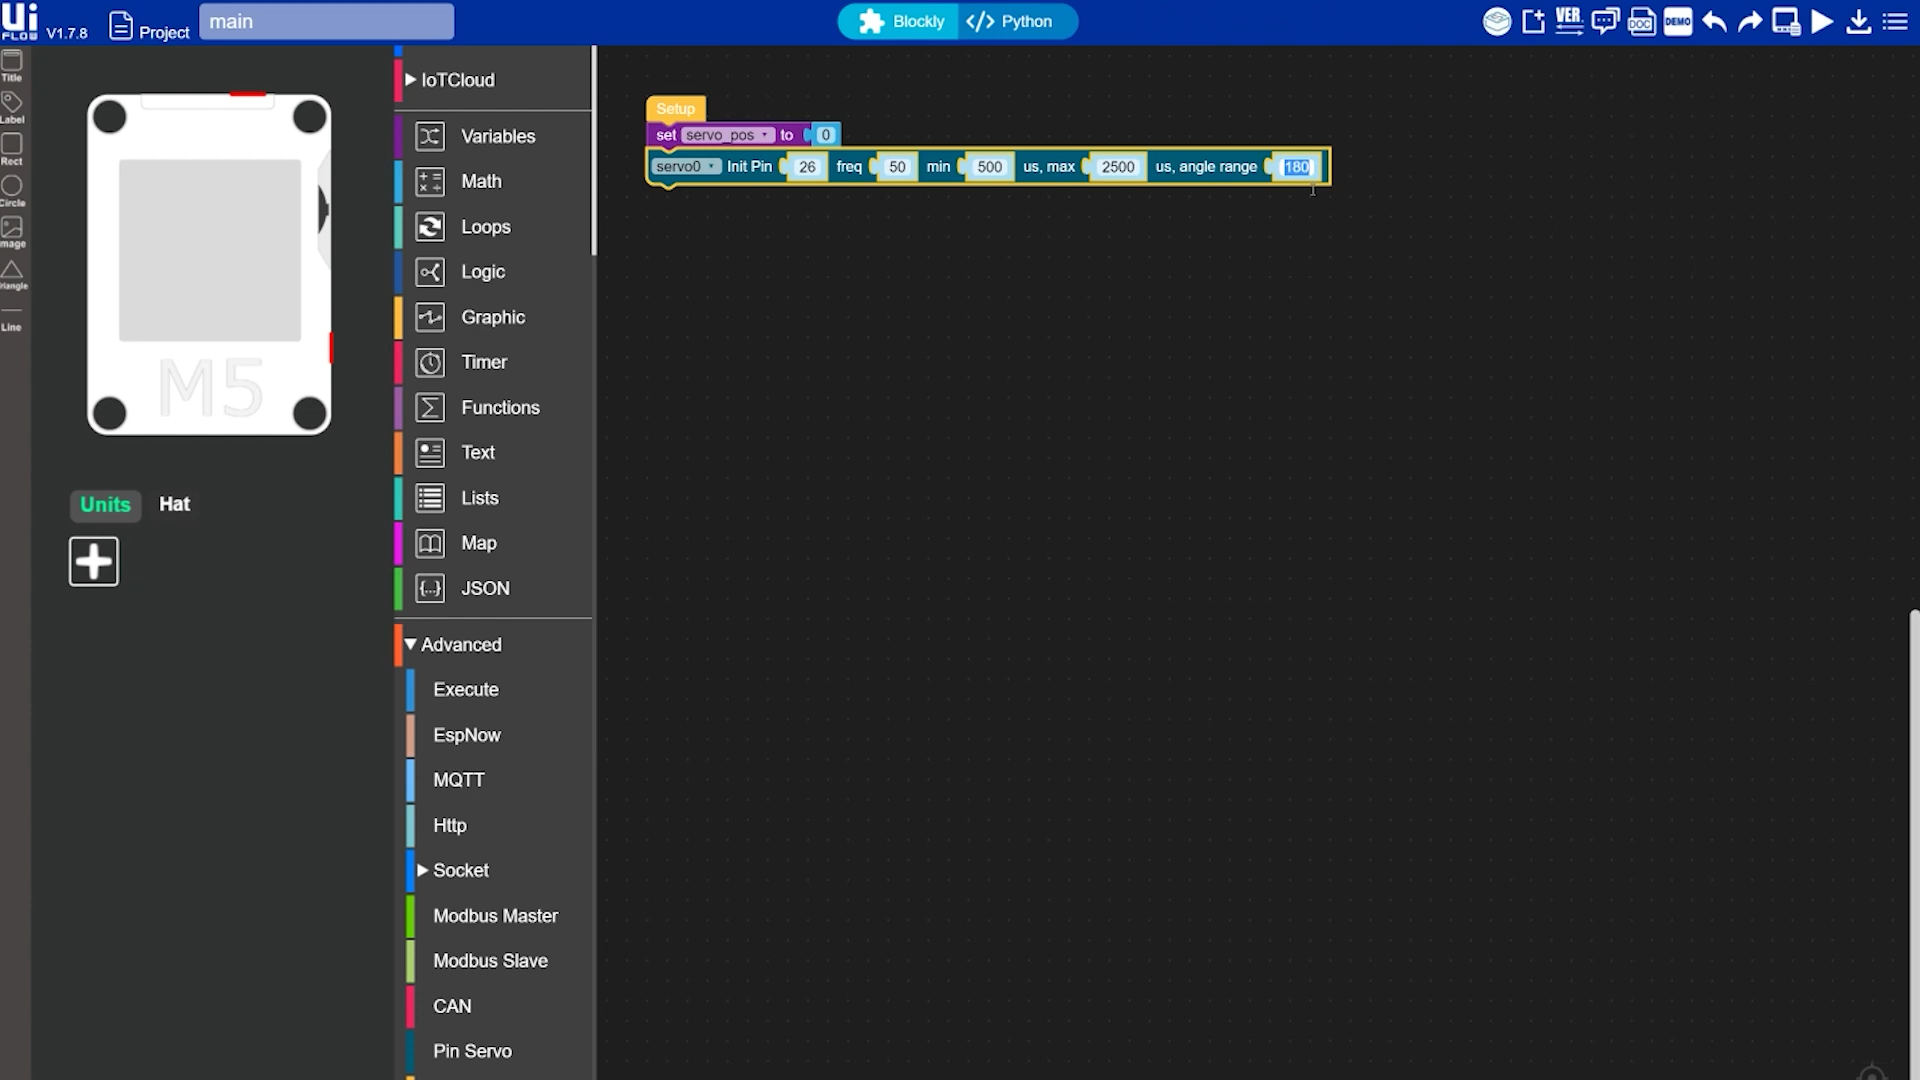 Ui
FLOW V1.7.8 Project main Blockly </> Python VER DOC DEMO
Title
Label
Rect
Circle
Image
Line
M5
Units Hat
IoTCloud
Variables
Math
Loops
Logic
Graphic
Timer
Functions
Text
Lists
Map
JSON
Advanced
Execute
EspNow
MQTT
Http
Socket
Modbus Master
Modbus Slave
CAN
Pin Servo
Setup
set servo_pos to 0
servo0 Init Pin 26 freq 50 min 500 us, max 2500 us, angle range 180